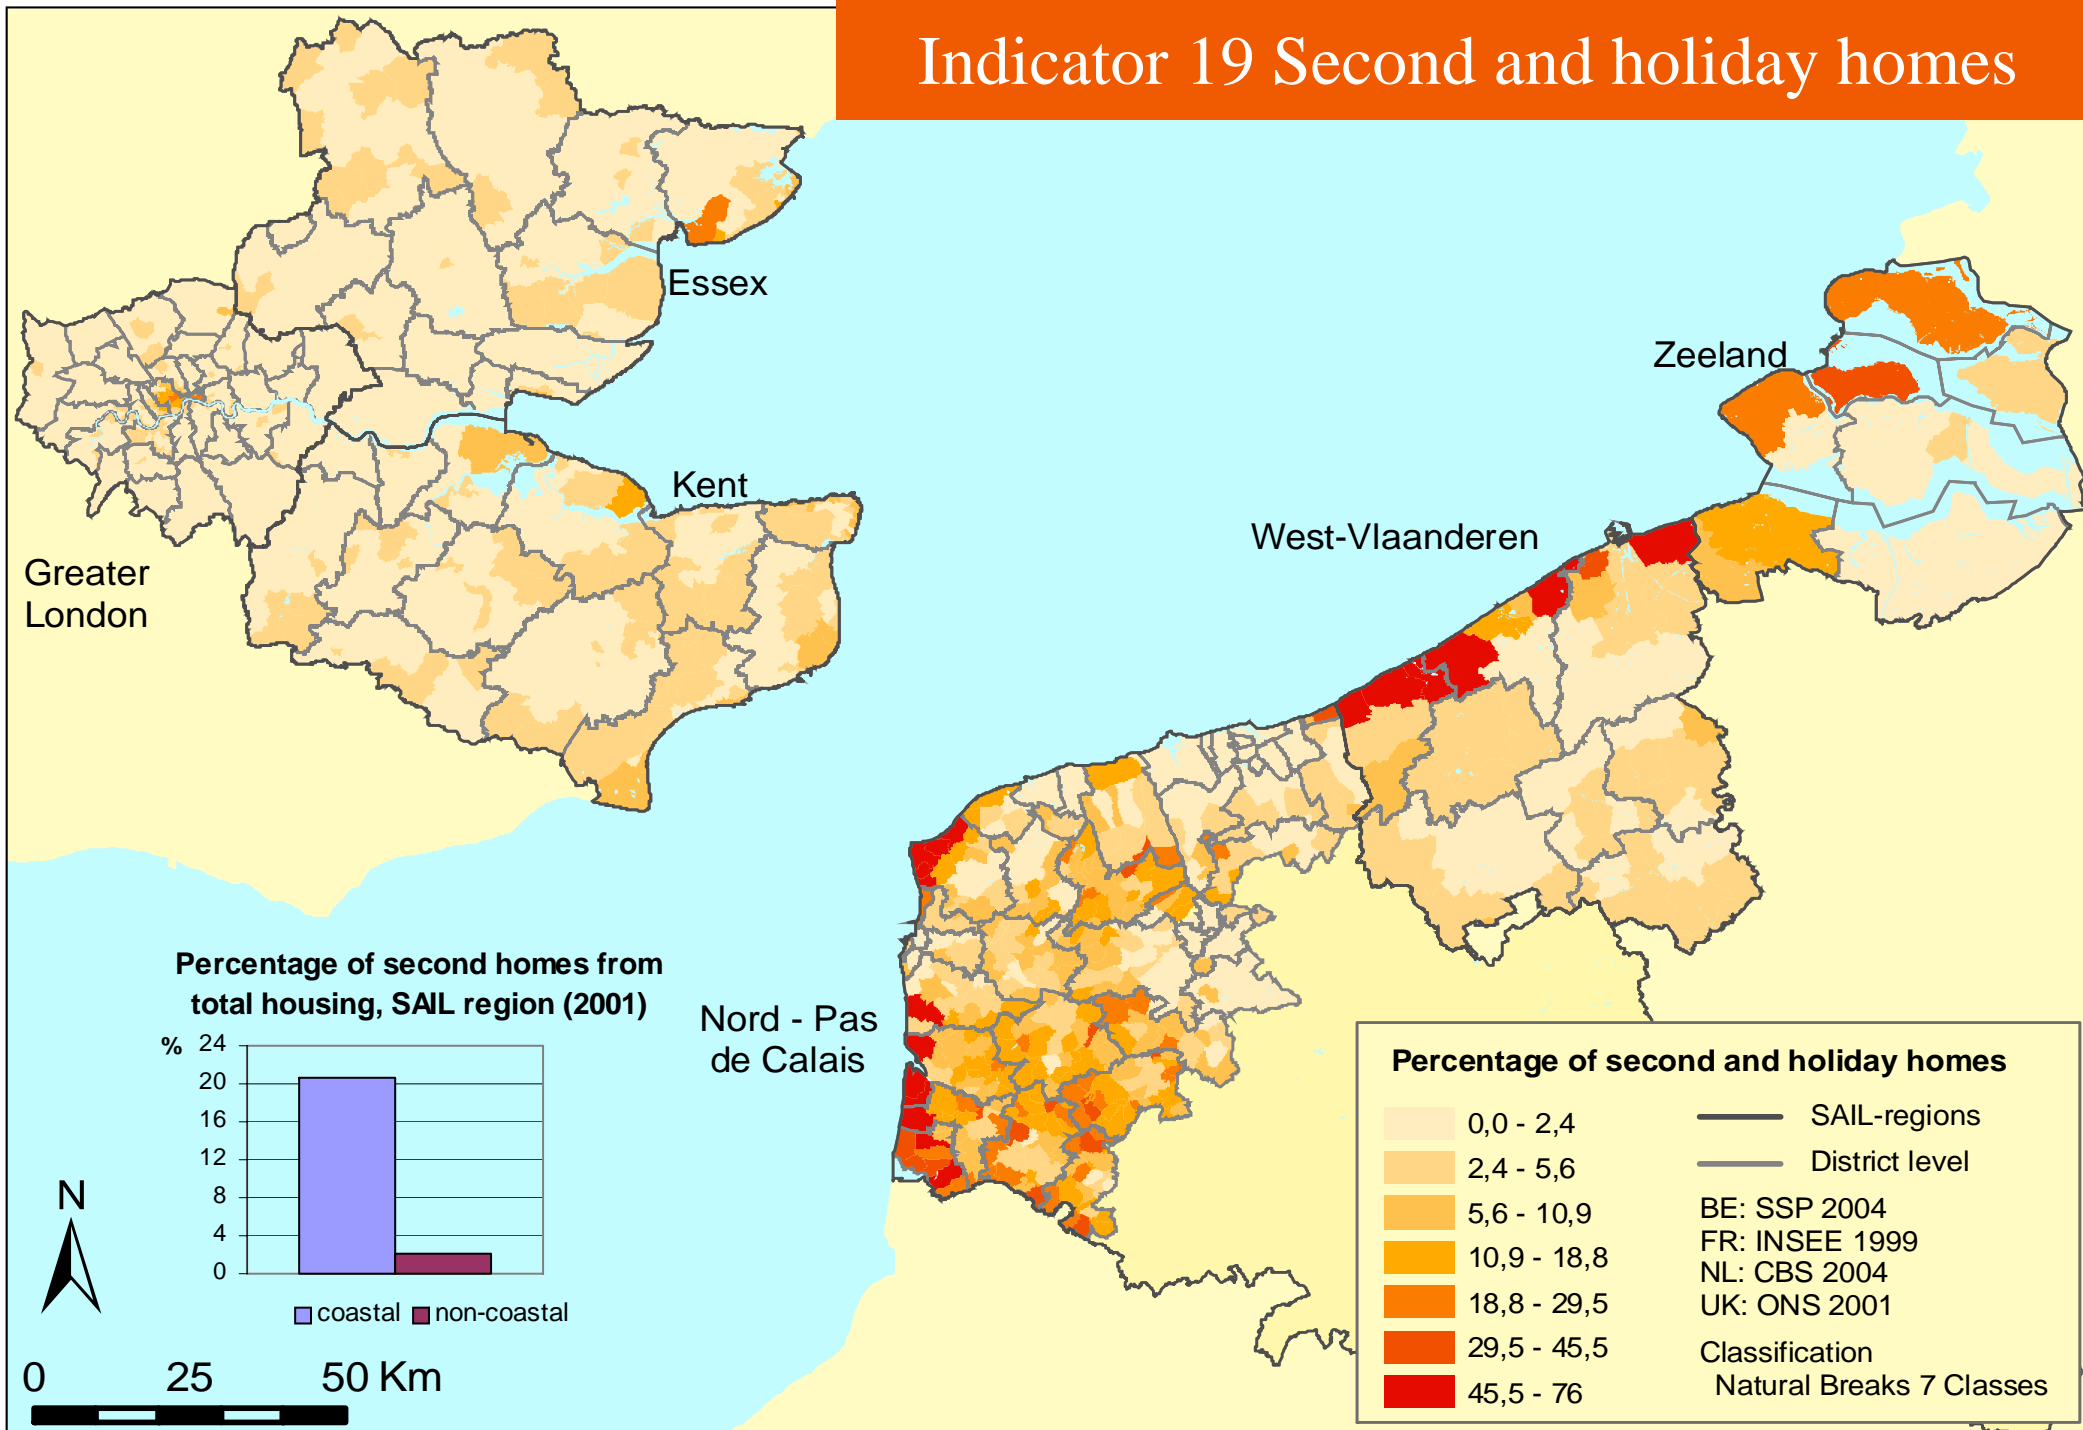 Indicator 19 Second and holiday homes
Essex
Zeeland
Kent
West-Vlaanderen
Greater
London
Nord - Pas
de Calais
Percentage of second homes from
total housing, SAIL region (2001)
%
24
20
16
12
8
4
0
coastal
non-coastal
N
0 25 50 Km
Percentage of second and holiday homes
0,0 - 2,4
2,4 - 5,6
5,6 - 10,9
10,9 - 18,8
18,8 - 29,5
29,5 - 45,5
45,5 - 76
SAIL-regions
District level
BE: SSP 2004
FR: INSEE 1999
NL: CBS 2004
UK: ONS 2001
Classification
Natural Breaks 7 Classes